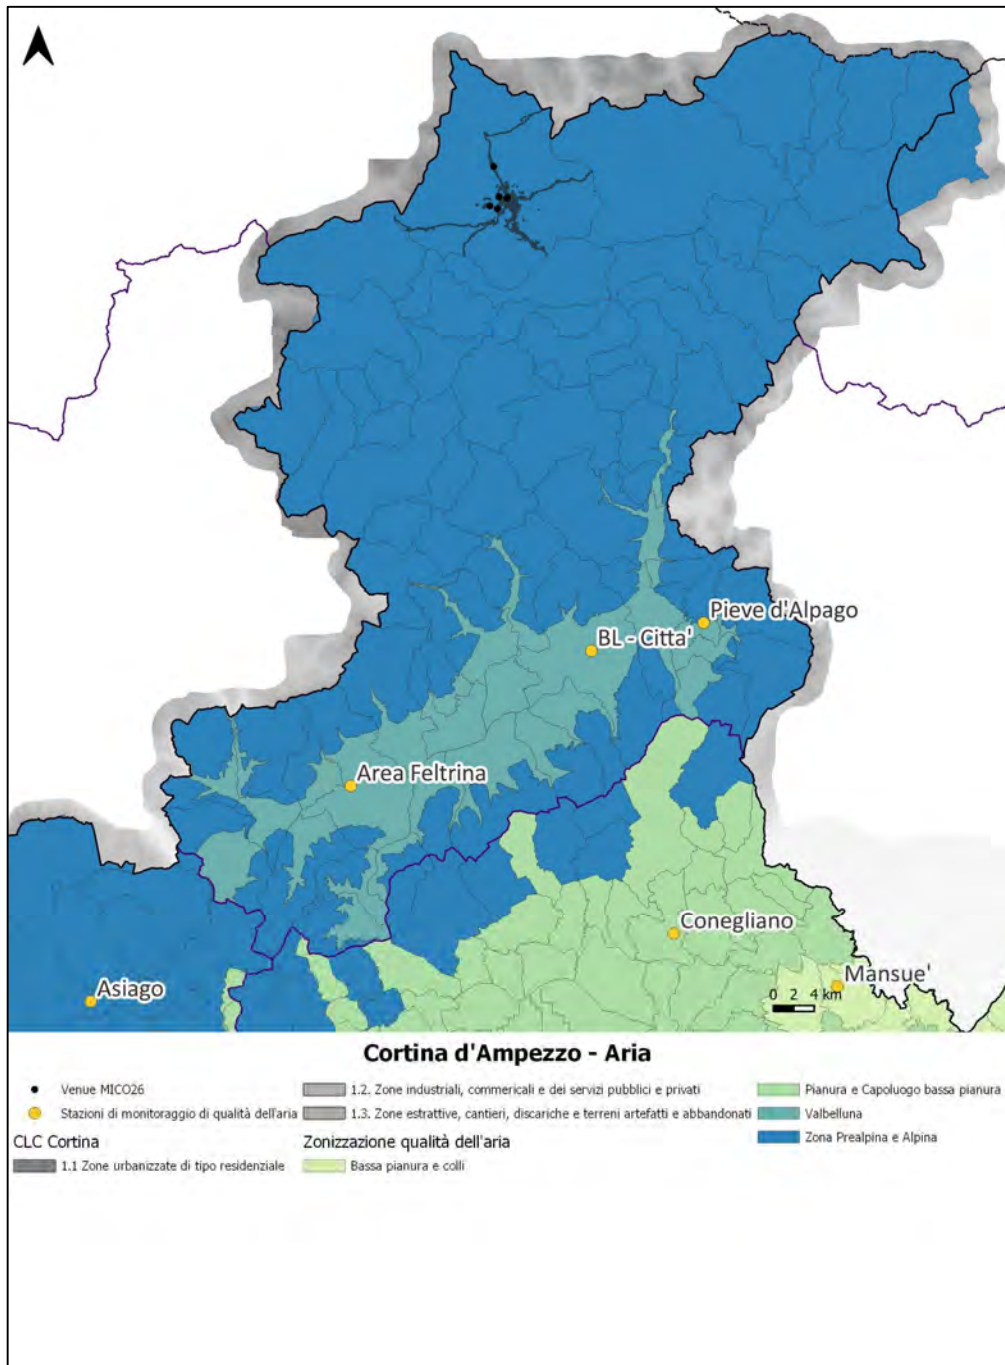 Pieve d'Alpago
BL - Citta'
Area Feltrina
Conegliano
Mansue'
Asiago
0 2 4 km
Cortina d'Ampezzo - Aria
Venue MICO26
Stazioni di monitoraggio di qualità dell'aria
CLC Cortina
1.1 Zone urbanizzate di tipo residenziale
1.2. Zone industriali, commericali e dei servizi pubblici e privati
1.3. Zone estrattive, cantieri, discariche e terreni artefatti e abbandonati
Zonizzazione qualità dell'aria
Bassa pianura e colli
Pianura e Capoluogo bassa pianura
Valbelluna
Zona Prealpina e Alpina